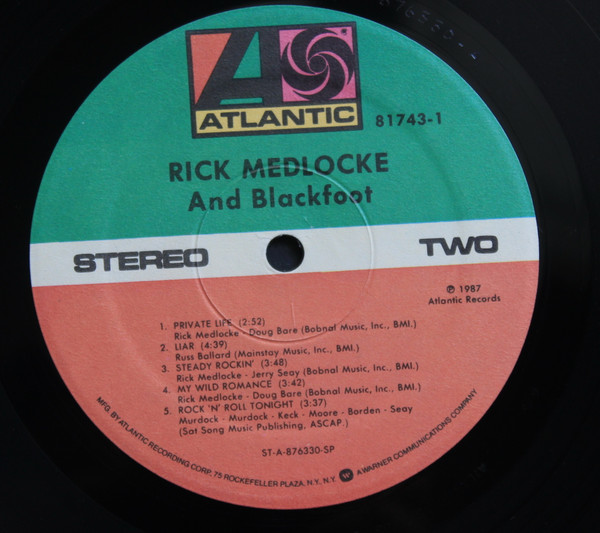 ATLANTIC
81743-1
RICK MEDLOCKE
And Blackfoot
STEREO
TWO
℗ 1987
Atlantic Records
1. PRIVATE LIFE (2:52)
Rick Medlocke - Doug Bare (Bobnal Music, Inc., BMI.)
2. LIAR (4:39)
Russ Ballard (Mainstay Music, Inc., BMI.)
3. STEADY ROCKIN' (3:48)
Rick Medlocke - Jerry Seay (Bobnal Music, Inc., BMI.)
4. MY WILD ROMANCE (3:42)
Rick Medlocke - Doug Bare (Bobnal Music, Inc., BMI.)
5. ROCK 'N' ROLL TONIGHT (3:37)
Murdock - Murdock - Keck - Moore - Borden - Seay
(Sat Song Music Publishing, ASCAP.)
ST-A-876330-SP
MFG. BY ATLANTIC RECORDING CORP. 75 ROCKEFELLER PLAZA, N.Y. N.Y. A WARNER COMMUNICATIONS COMPANY